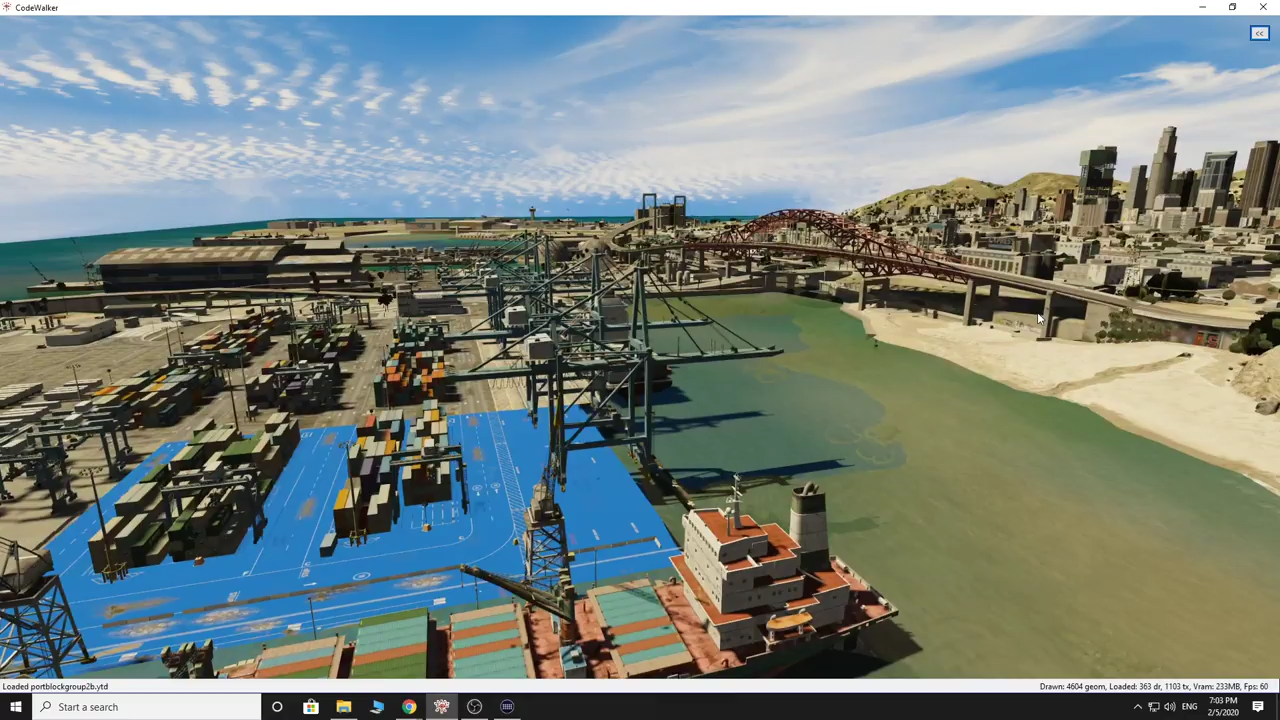 CodeWalker
<<
Loaded portblockgroup2b.ytd
Drawn: 4604 geom, Loaded: 363 dr, 1103 tx, Vram: 233MB, Fps: 60
Start a search
ENG
7:03 PM
2/5/2020